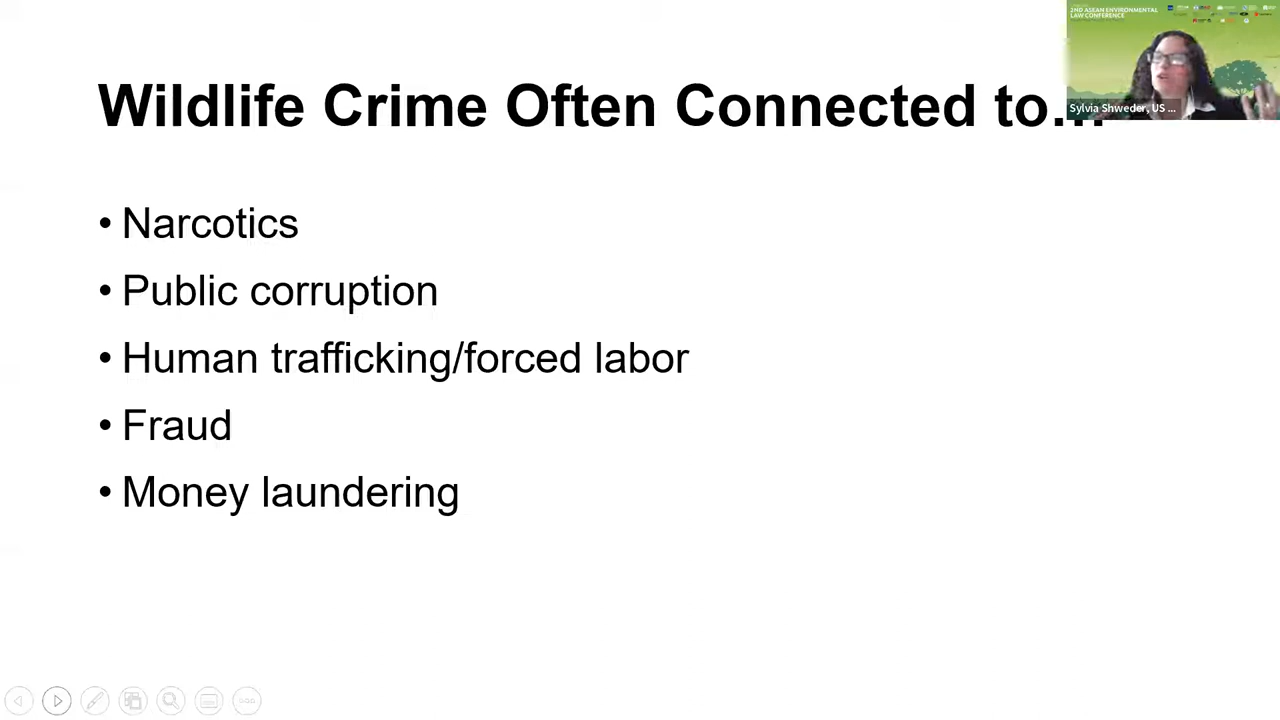 2ND ASEAN ENVIRONMENTAL
LAW CONFERENCE
Sylvia Shweder, US ...
Wildlife Crime Often Connected to....
• Narcotics
• Public corruption
• Human trafficking/forced labor
• Fraud
• Money laundering